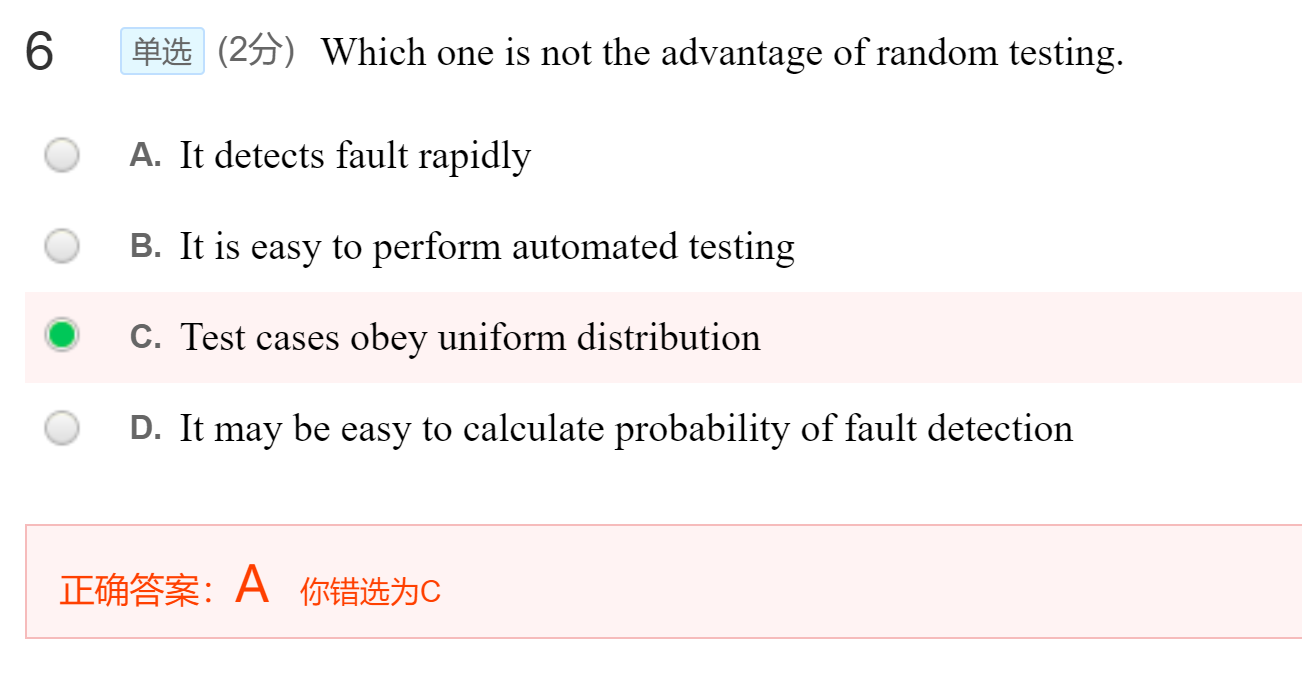 6 单选 (2分) Which one is not the advantage of random testing.
A. It detects fault rapidly
B. It is easy to perform automated testing
C. Test cases obey uniform distribution
D. It may be easy to calculate probability of fault detection
正确答案：A 你错选为C